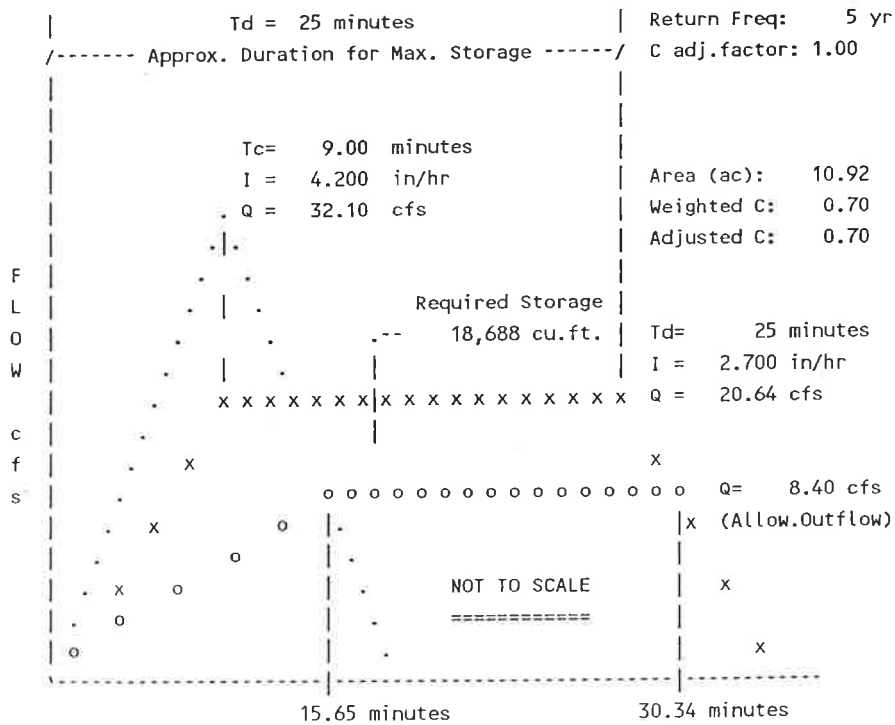 Td = 25 minutes
Return Freq: 5 yr
/------- Approx. Duration for Max. Storage ------/
C adj.factor: 1.00
Tc= 9.00 minutes
I = 4.200 in/hr
Q = 32.10 cfs
Area (ac): 10.92
Weighted C: 0.70
Adjusted C: 0.70
FLOW cfs
Required Storage
18,688 cu.ft.
Td= 25 minutes
I = 2.700 in/hr
x x x x x x x x x x x x x x x x x x Q = 20.64 cfs
x x
o o o o o o o o o o o o o o o o Q= 8.40 cfs
x o x (Allow.Outflow)
o
x o NOT TO SCALE x
o ============
o x
15.65 minutes
30.34 minutes